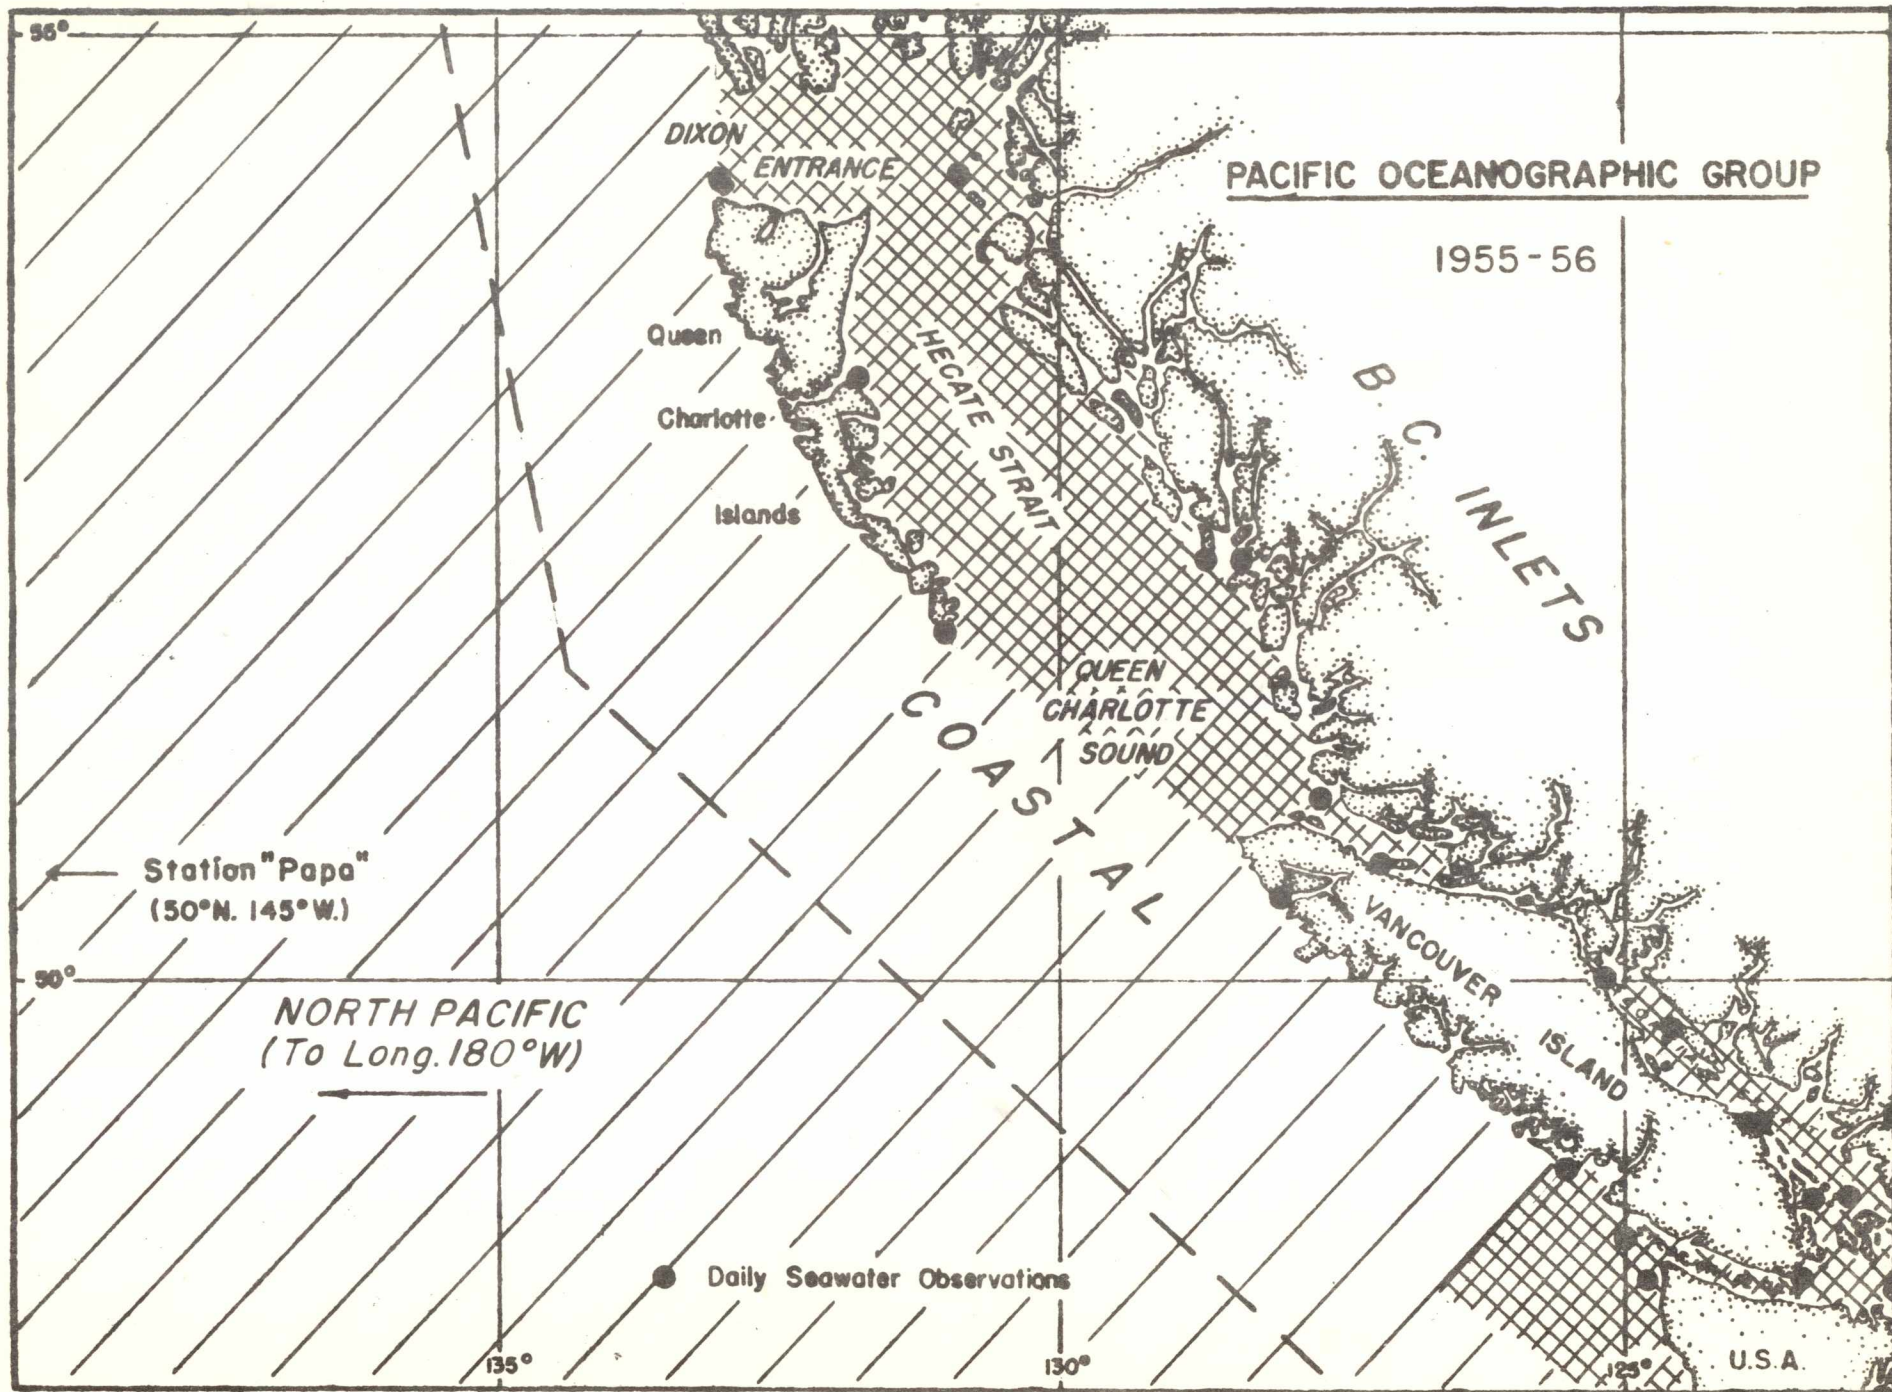 55°
DIXON
ENTRANCE
PACIFIC OCEANOGRAPHIC GROUP
1955-56
Queen
Charlotte
Islands
HECATE STRAIT
B. C. INLETS
QUEEN
CHARLOTTE
SOUND
COASTAL
Station "Papa"
(50°N. 145°W.)
VANCOUVER
ISLAND
50°
NORTH PACIFIC
(To Long. 180°W)
Daily Seawater Observations
135°
130°
125°
U.S.A.